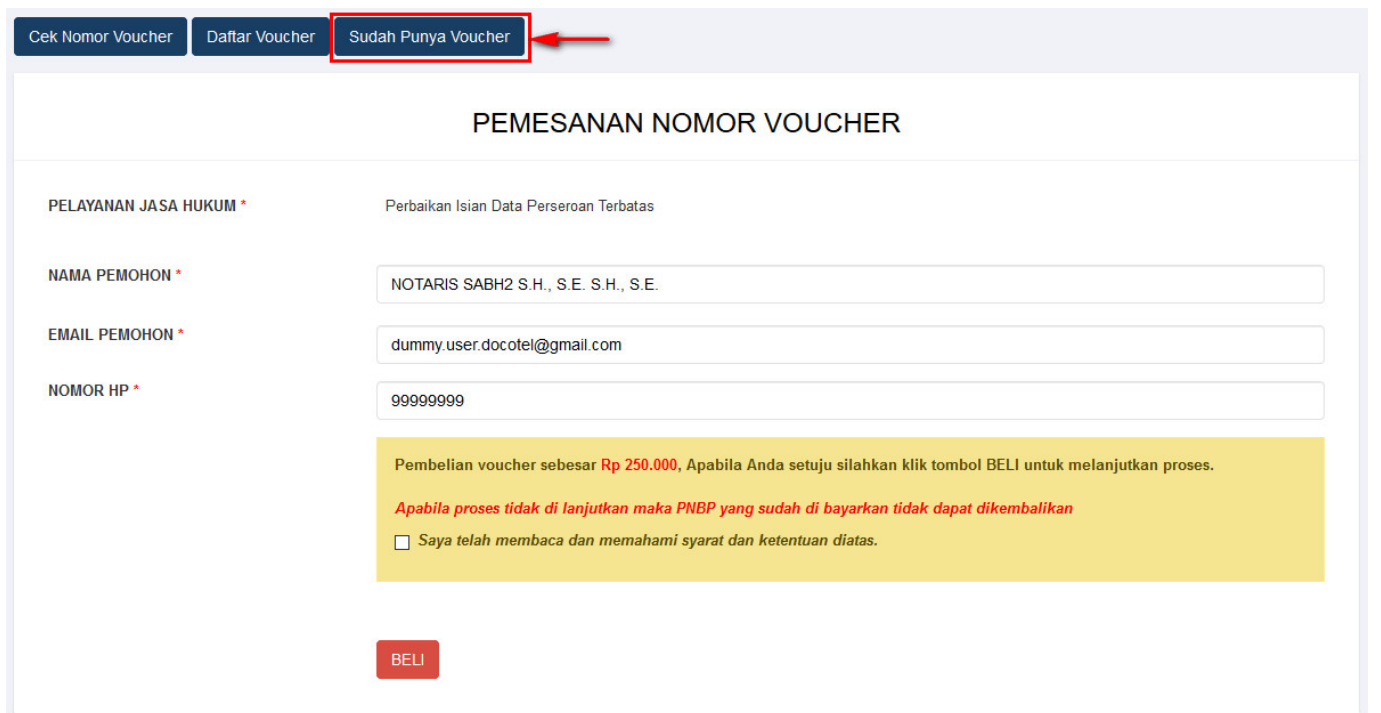 Cek Nomor Voucher Daftar Voucher Sudah Punya Voucher
PEMESANAN NOMOR VOUCHER
PELAYANAN JASA HUKUM * Perbaikan Isian Data Perseroan Terbatas
NAMA PEMOHON * NOTARIS SABH2 S.H., S.E. S.H., S.E.
EMAIL PEMOHON * dummy.user.docotel@gmail.com
NOMOR HP * 99999999
Pembelian voucher sebesar Rp 250.000, Apabila Anda setuju silahkan klik tombol BELI untuk melanjutkan proses.
Apabila proses tidak di lanjutkan maka PNBP yang sudah di bayarkan tidak dapat dikembalikan
Saya telah membaca dan memahami syarat dan ketentuan diatas.
BELI